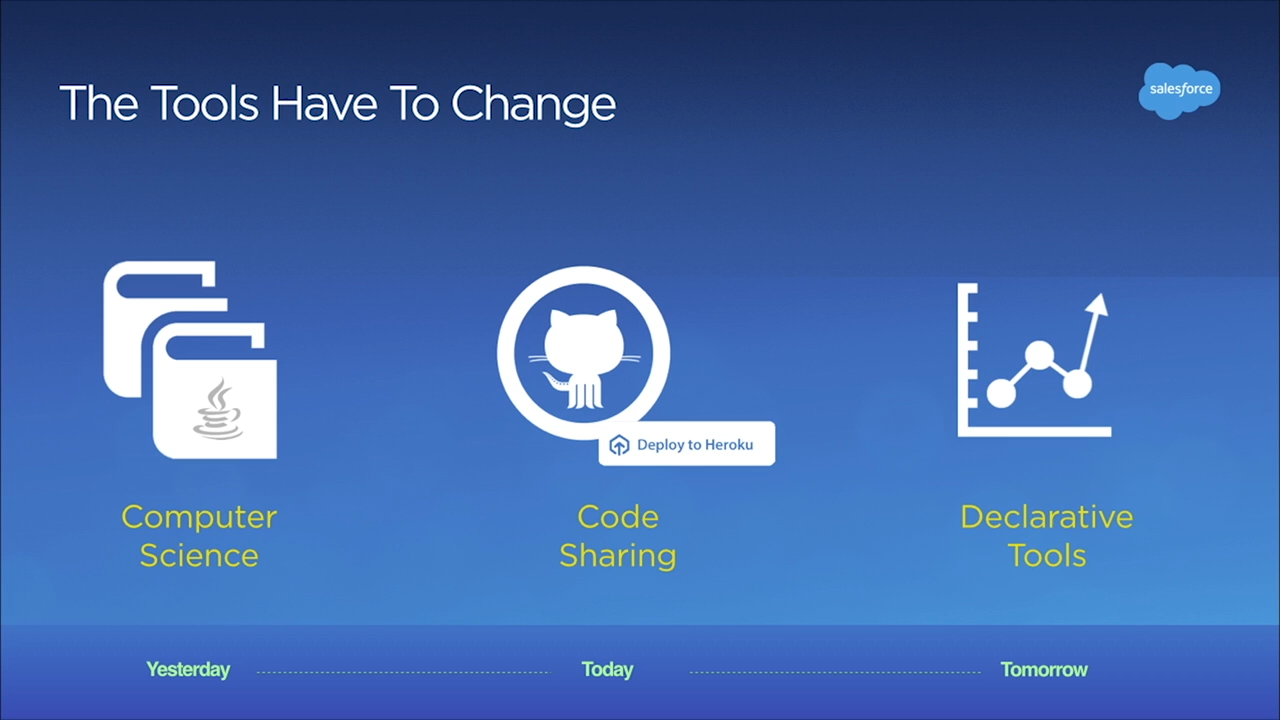 The Tools Have To Change
salesforce
Deploy to Heroku
Computer
Science
Code
Sharing
Declarative
Tools
Yesterday
Today
Tomorrow